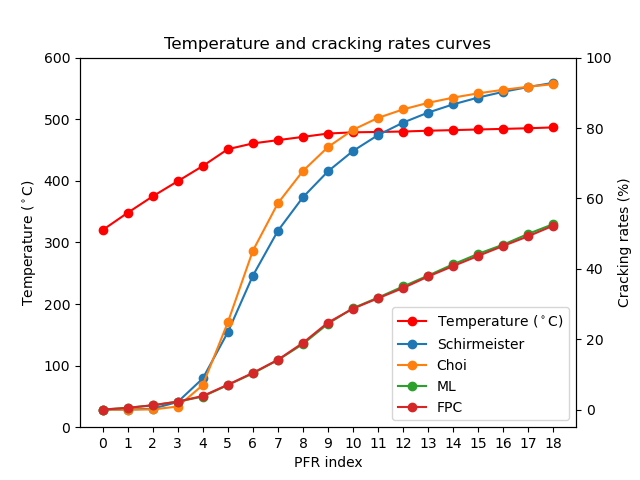 Temperature and cracking rates curves
600
500
400
300
200
100
0
Temperature (°C)
100
80
60
40
20
0
Cracking rates (%)
Temperature (°C)
Schirmeister
Choi
ML
FPC
0 1 2 3 4 5 6 7 8 9 10 11 12 13 14 15 16 17 18
PFR index